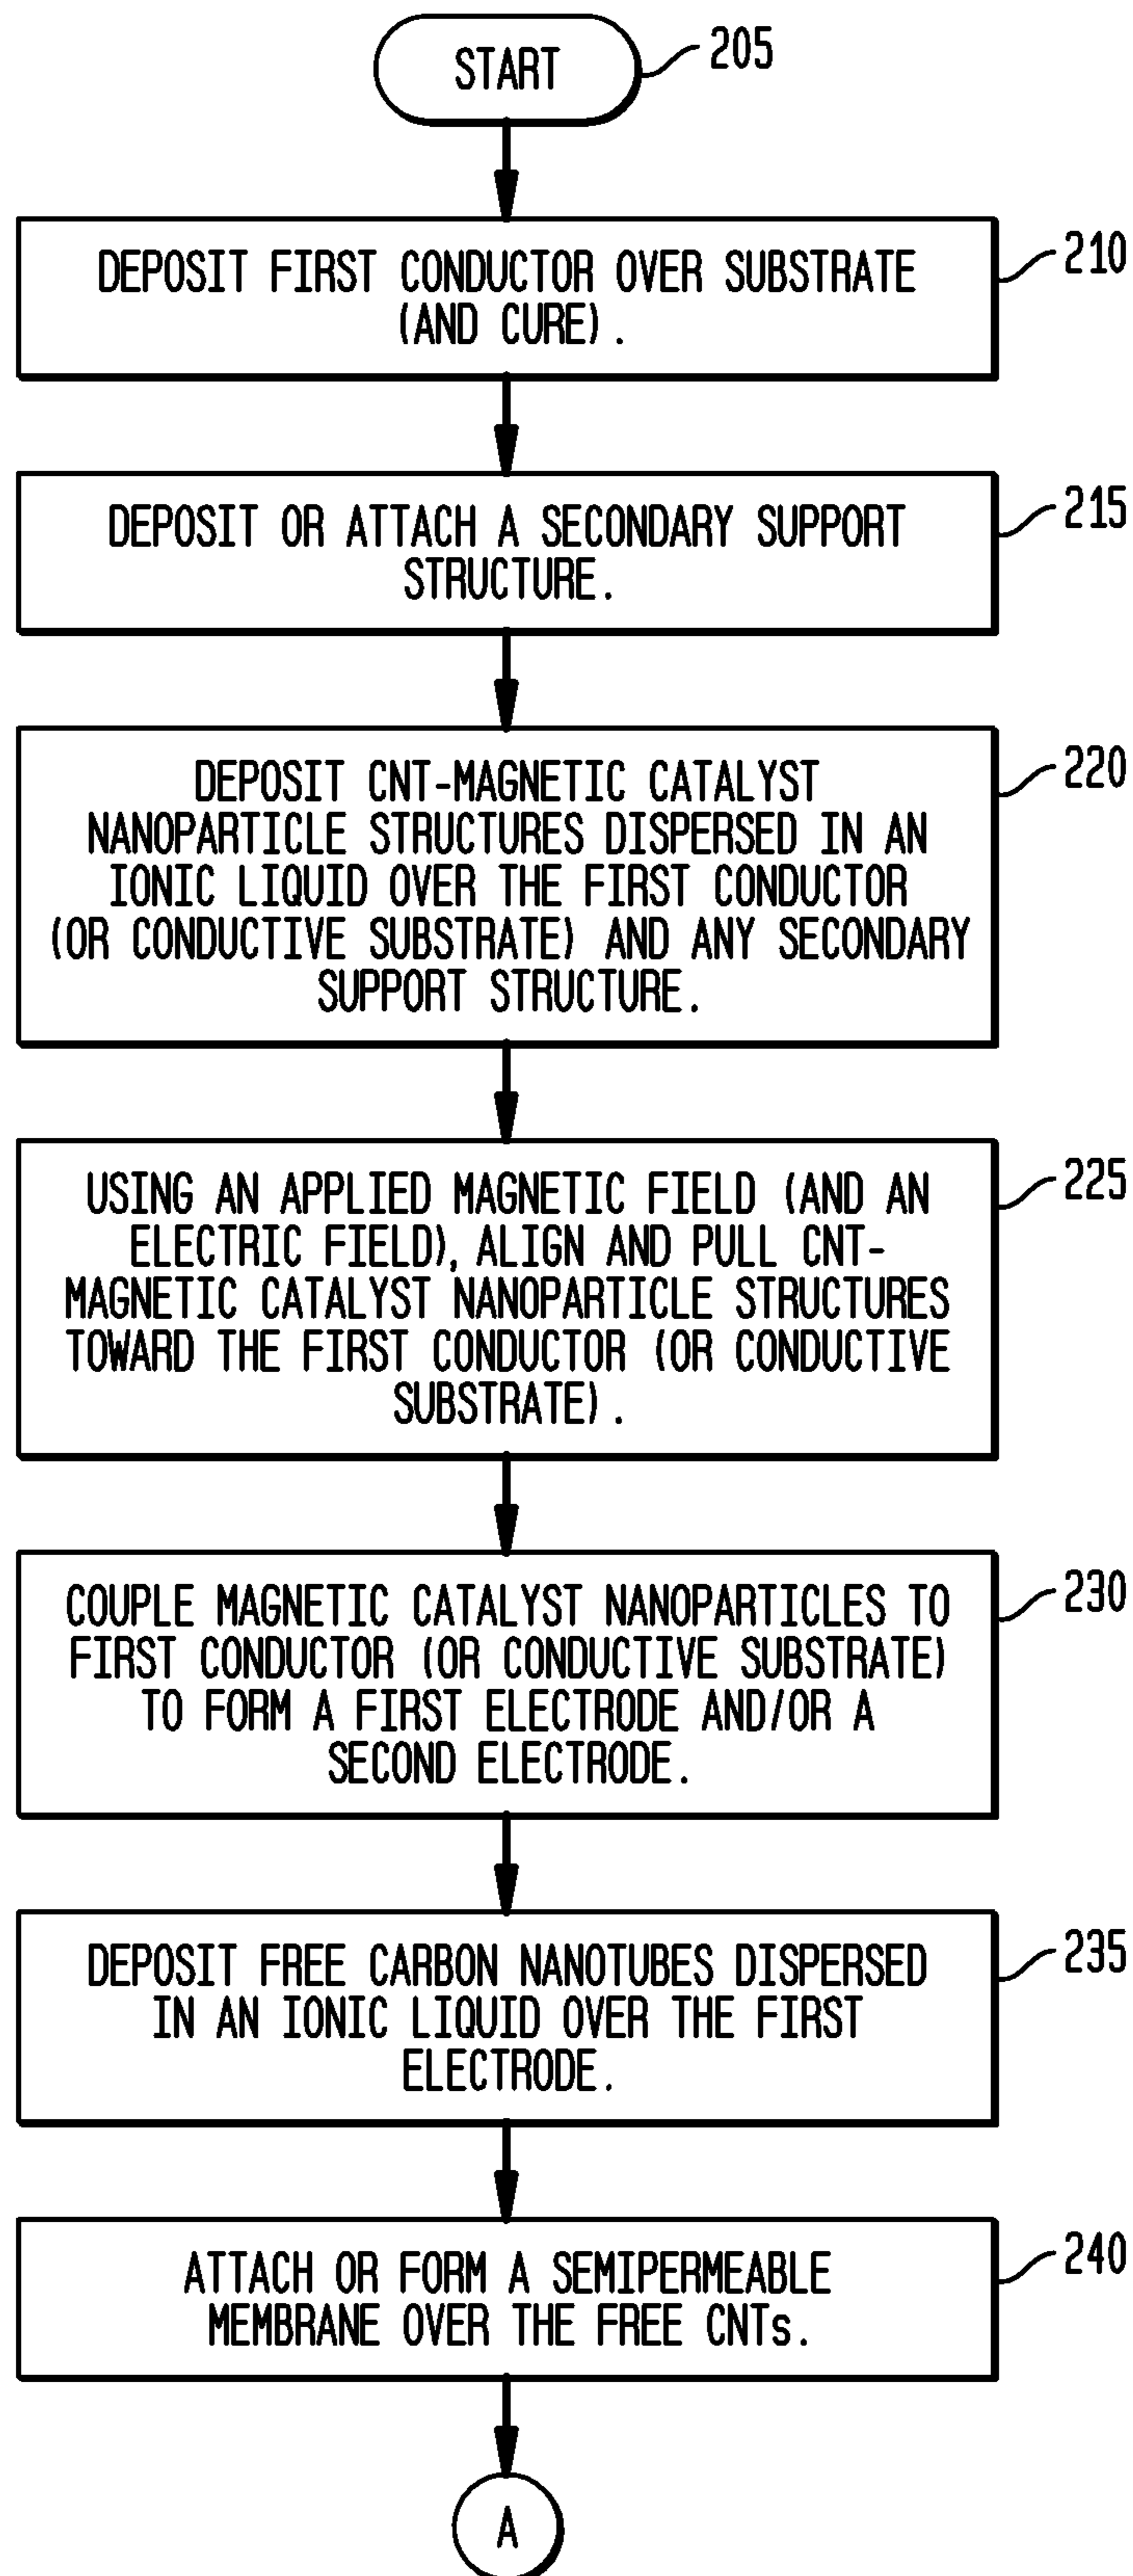 START
205
DEPOSIT FIRST CONDUCTOR OVER SUBSTRATE
(AND CURE).
210
DEPOSIT OR ATTACH A SECONDARY SUPPORT
STRUCTURE.
215
DEPOSIT CNT-MAGNETIC CATALYST
NANOPARTICLE STRUCTURES DISPERSED IN AN
IONIC LIQUID OVER THE FIRST CONDUCTOR
(OR CONDUCTIVE SUBSTRATE) AND ANY SECONDARY
SUPPORT STRUCTURE.
220
USING AN APPLIED MAGNETIC FIELD (AND AN
ELECTRIC FIELD), ALIGN AND PULL CNT-
MAGNETIC CATALYST NANOPARTICLE STRUCTURES
TOWARD THE FIRST CONDUCTOR (OR CONDUCTIVE
SUBSTRATE).
225
COUPLE MAGNETIC CATALYST NANOPARTICLES TO
FIRST CONDUCTOR (OR CONDUCTIVE SUBSTRATE)
TO FORM A FIRST ELECTRODE AND/OR A
SECOND ELECTRODE.
230
DEPOSIT FREE CARBON NANOTUBES DISPERSED
IN AN IONIC LIQUID OVER THE FIRST
ELECTRODE.
235
ATTACH OR FORM A SEMIPERMEABLE
MEMBRANE OVER THE FREE CNTs.
240
A